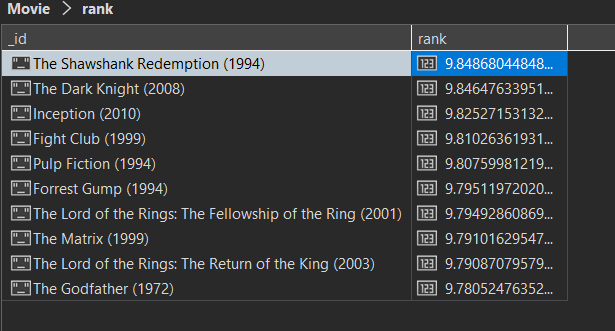 Movie > rank
_id rank
The Shawshank Redemption (1994) 9.84868044848...
The Dark Knight (2008) 9.84647633951...
Inception (2010) 9.82527153132...
Fight Club (1999) 9.81026361931...
Pulp Fiction (1994) 9.80759981219...
Forrest Gump (1994) 9.79511972020...
The Lord of the Rings: The Fellowship of the Ring (2001) 9.79492860869...
The Matrix (1999) 9.79101629547...
The Lord of the Rings: The Return of the King (2003) 9.79087079579...
The Godfather (1972) 9.78052476352...